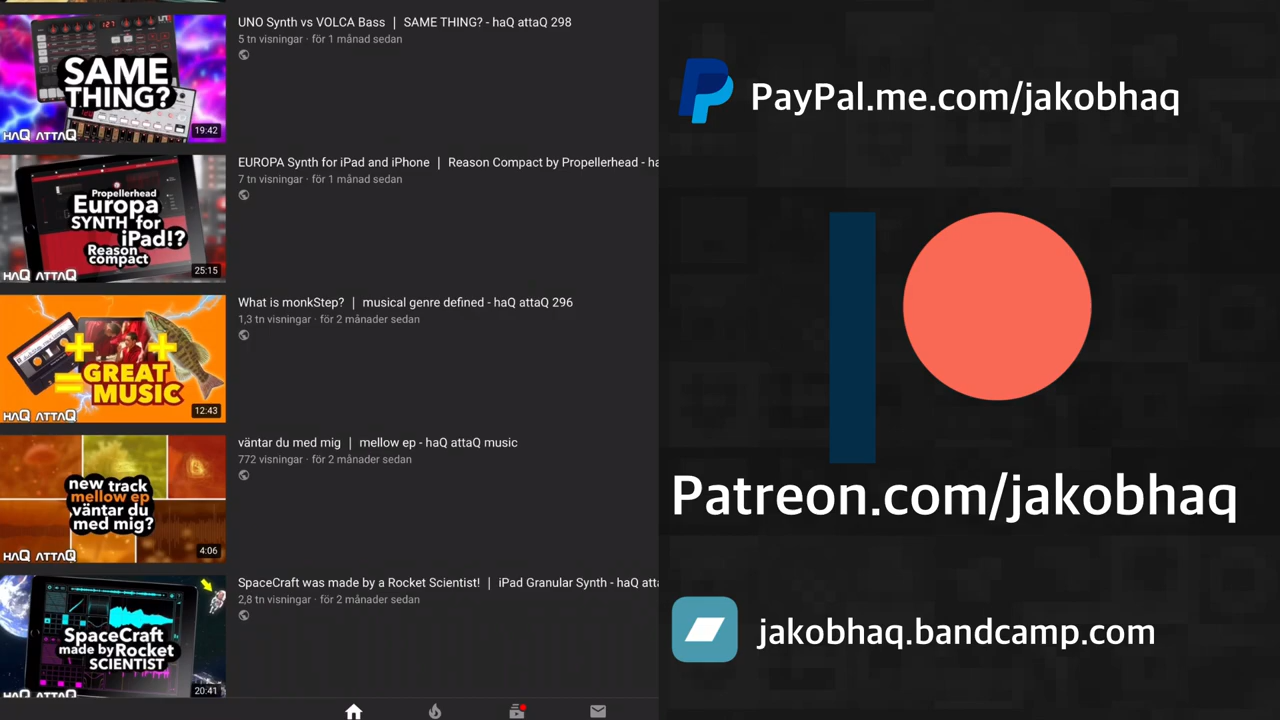 127
SAME
THING?
HAQ ATTAQ
19:42
UNO Synth vs VOLCA Bass | SAME THING? - haQ attaQ 298
5 tn visningar · för 1 månad sedan
Propellerhead
Europa
SYNTH for
iPad!?
Reason
compact
HAQ ATTAQ
25:15
EUROPA Synth for iPad and iPhone | Reason Compact by Propellerhead - ha
7 tn visningar · för 1 månad sedan
+ +
= GREAT
MUSIC
HAQ ATTAQ
12:43
What is monkStep? | musical genre defined - haQ attaQ 296
1,3 tn visningar · för 2 månader sedan
new track
mellow ep
väntar du
med mig?
HAQ ATTAQ
4:06
väntar du med mig | mellow ep - haQ attaQ music
772 visningar · för 2 månader sedan
SpaceCraft
made by Rocket
SCIENTIST
HAQ ATTAQ
20:41
SpaceCraft was made by a Rocket Scientist! | iPad Granular Synth - haQ atta
2,8 tn visningar · för 2 månader sedan
PayPal.me.com/jakobhaq
Patreon.com/jakobhaq
jakobhaq.bandcamp.com